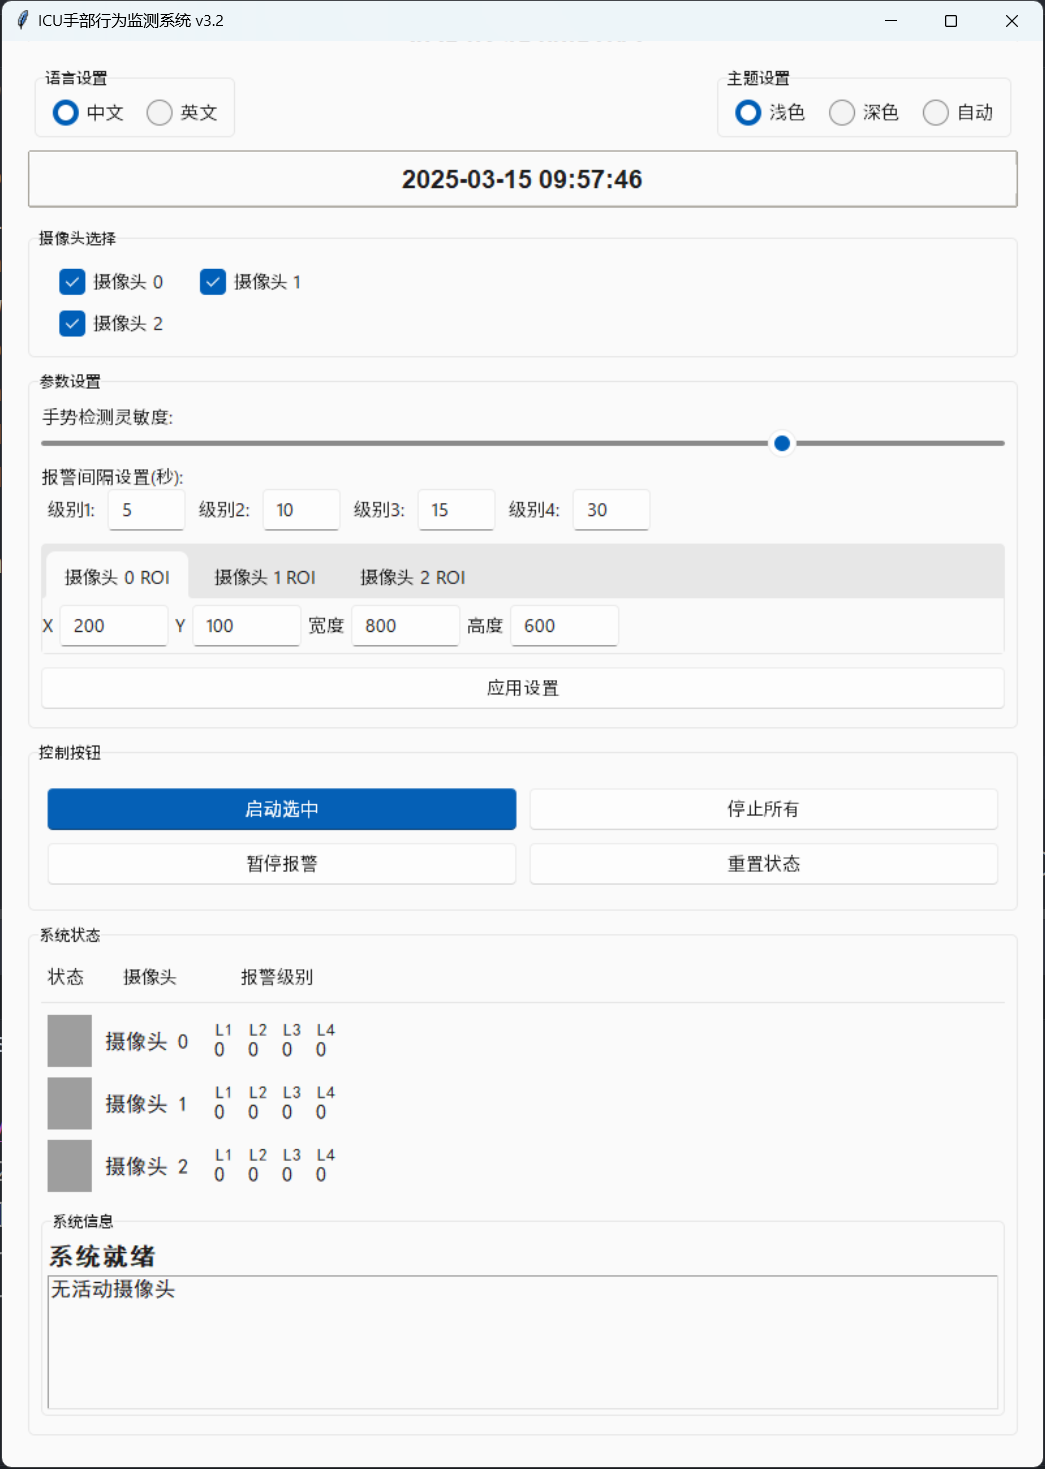 ICU手部行为监测系统 v3.2
语言设置 主题设置
中文 英文 浅色 深色 自动
2025-03-15 09:57:46
摄像头选择
摄像头 0 摄像头 1
摄像头 2
参数设置
手势检测灵敏度:
报警间隔设置(秒):
级别1: 5 级别2: 10 级别3: 15 级别4: 30
摄像头 0 ROI 摄像头 1 ROI 摄像头 2 ROI
X 200 Y 100 宽度 800 高度 600
应用设置
控制按钮
启动选中 停止所有
暂停报警 重置状态
系统状态
状态 摄像头 报警级别
L1 L2 L3 L4
摄像头 0 0 0 0 0
L1 L2 L3 L4
摄像头 1 0 0 0 0
L1 L2 L3 L4
摄像头 2 0 0 0 0
系统信息
系统就绪
无活动摄像头